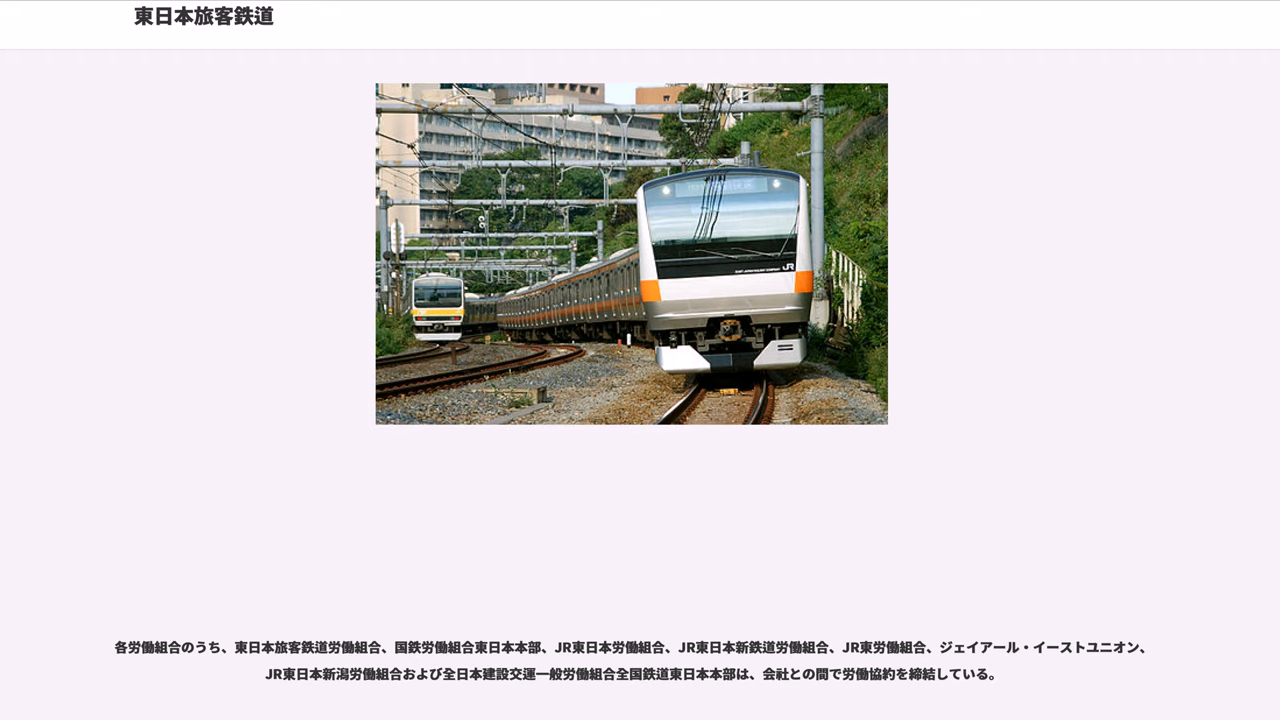 東日本旅客鉄道
JR
各労働組合のうち、東日本旅客鉄道労働組合、国鉄労働組合東日本本部、JR東日本労働組合、JR東日本新鉄道労働組合、JR東労働組合、ジェイアール・イーストユニオン、
JR東日本新潟労働組合および全日本建設交運一般労働組合全国鉄道東日本本部は、会社との間で労働協約を締結している。